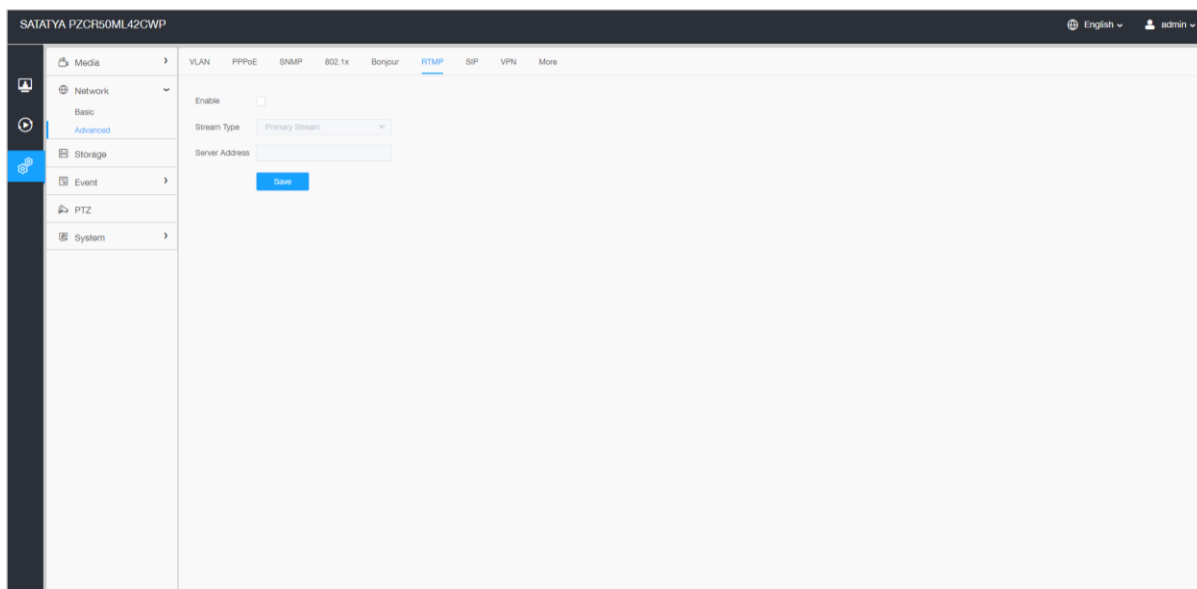 SATATYA PZCR50ML42CWP
English
admin
Media
Network
Basic
Advanced
Storage
Event
PTZ
System
VLAN PPPoE SNMP 802.1x Bonjour RTMP SIP VPN More
Enable
Stream Type Primary Stream
Server Address
Save